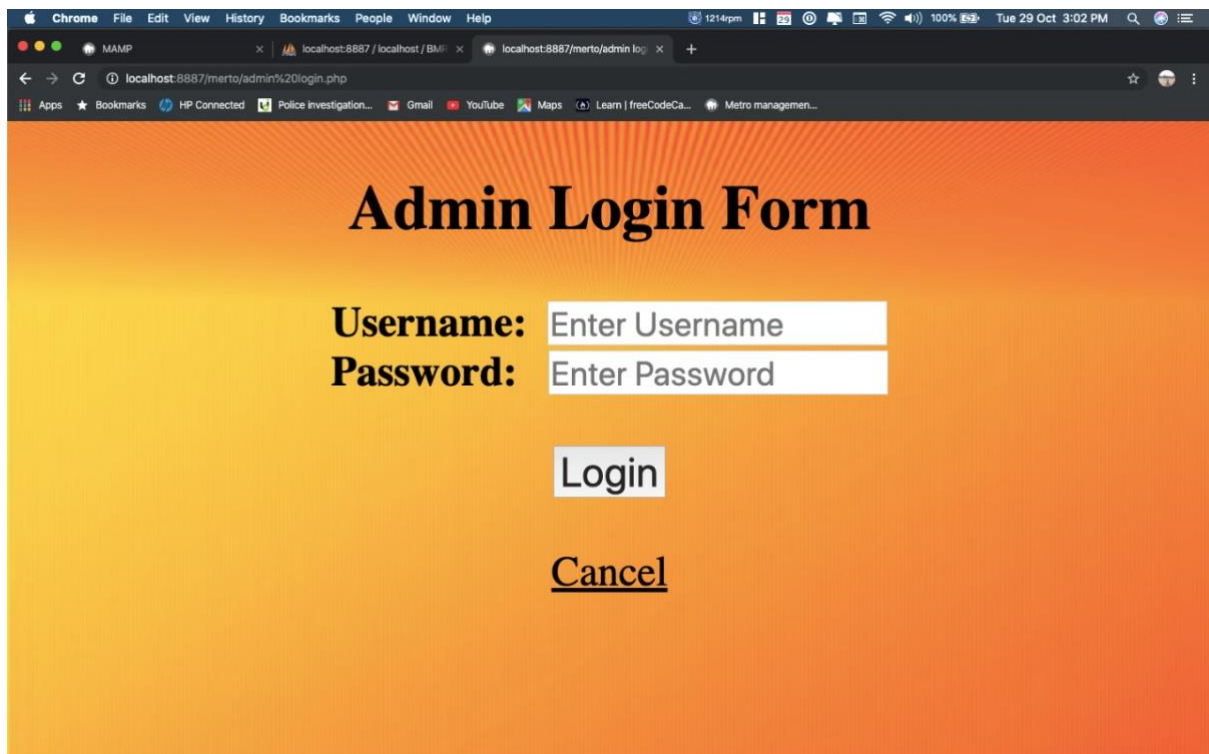 Chrome File Edit View History Bookmarks People Window Help 1214rpm 29 100% Tue 29 Oct 3:02 PM
MAMP localhost:8887 / localhost / BMR localhost:8887/merto/admin log
localhost:8887/merto/admin%20login.php
Apps Bookmarks HP Connected Police investigation... Gmail YouTube Maps Learn | freeCodeCa... Metro managemen...
Admin Login Form
Username: Enter Username
Password: Enter Password
Login
Cancel